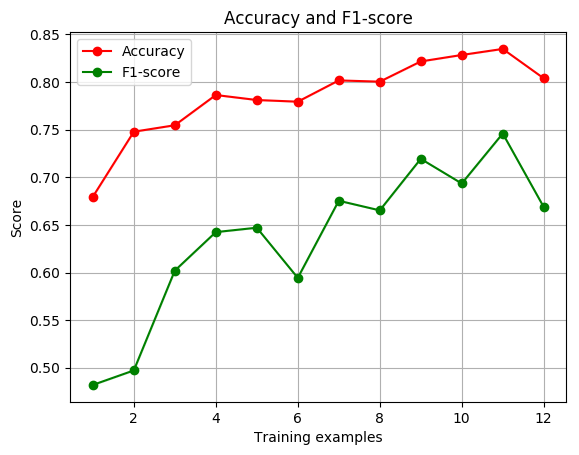 Accuracy and F1-score
Accuracy
F1-score
0.85
0.80
0.75
0.70
0.65
0.60
0.55
0.50
Score
2 4 6 8 10 12
Training examples